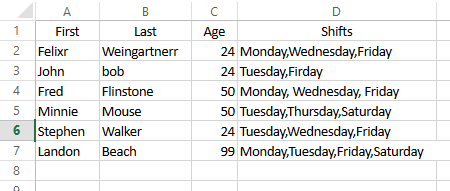 A B C D
1 First Last Age Shifts
2 Felixr Weingartnerr 24 Monday,Wednesday,Friday
3 John bob 24 Tuesday,Firday
4 Fred Flinstone 50 Monday, Wednesday, Friday
5 Minnie Mouse 50 Tuesday,Thursday,Saturday
6 Stephen Walker 24 Tuesday,Wednesday,Friday
7 Landon Beach 99 Monday,Tuesday,Friday,Saturday
8